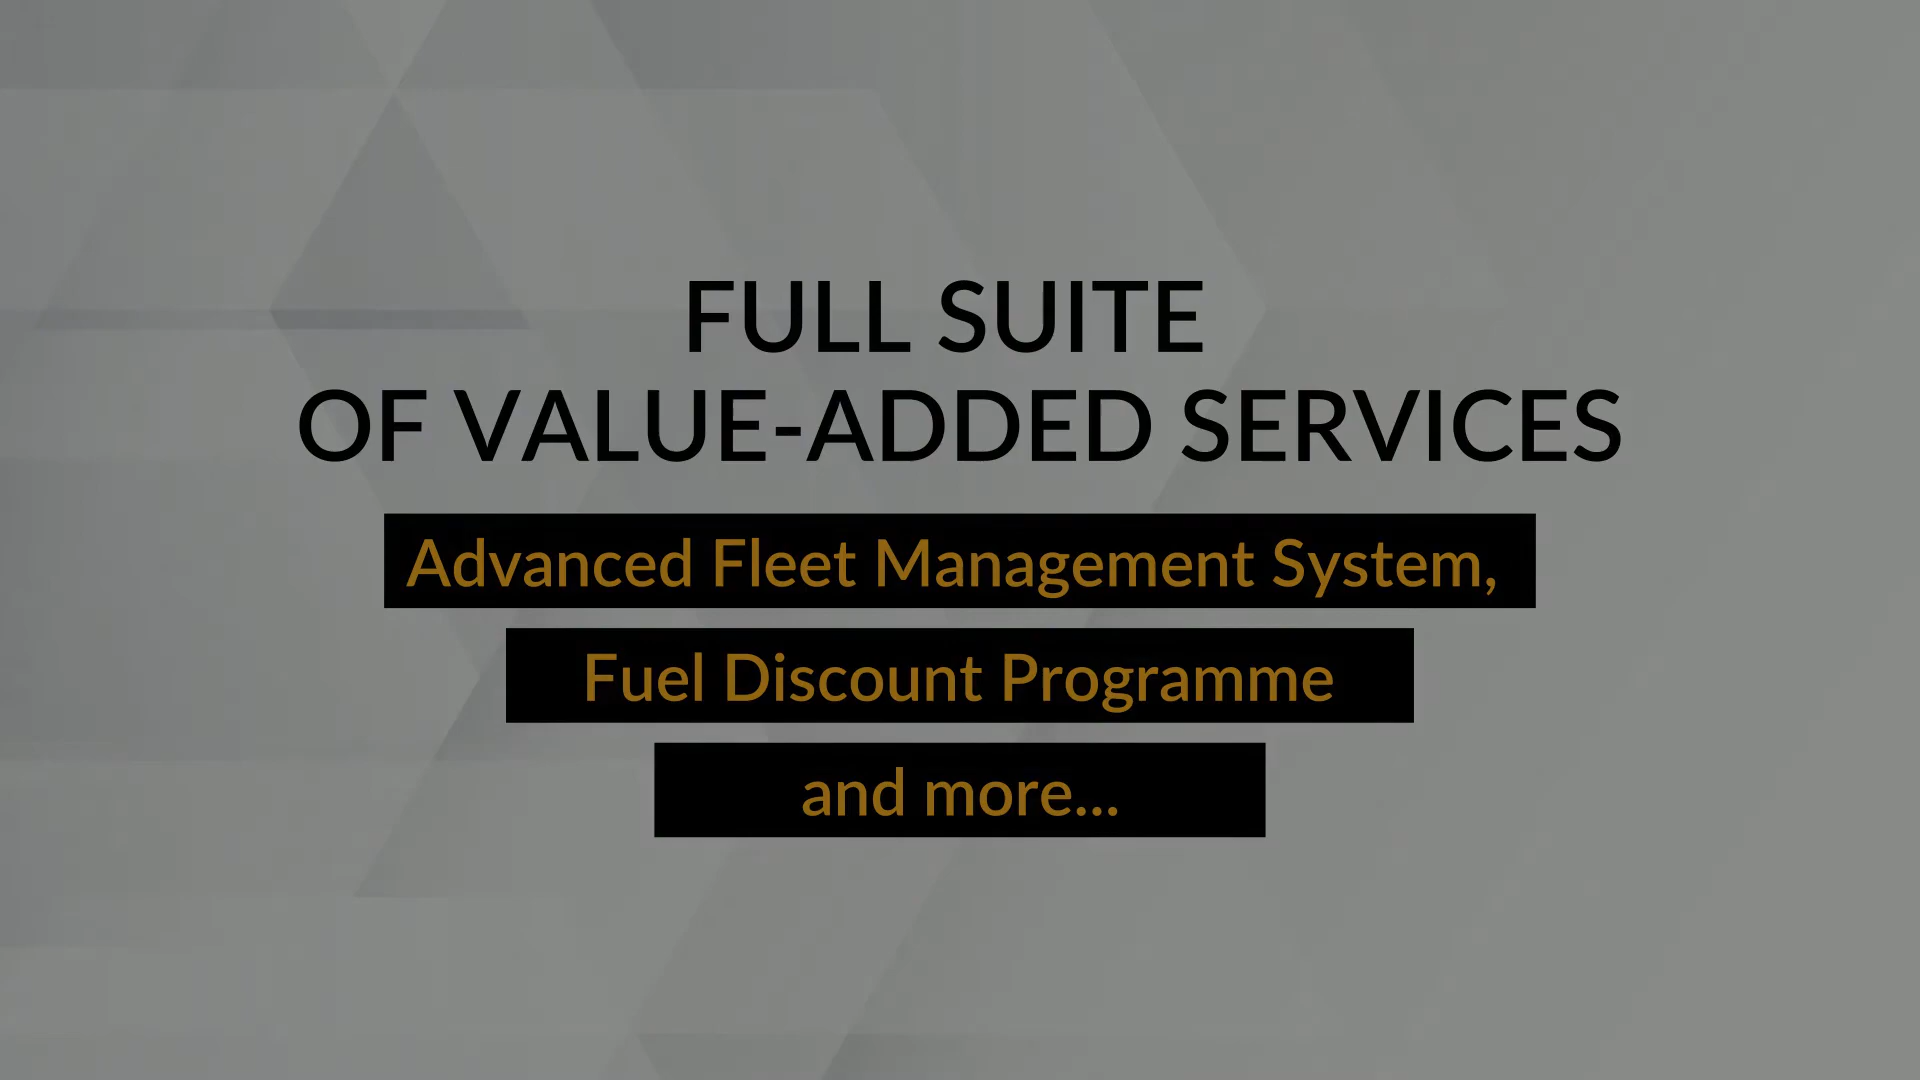 FULL SUITE
OF VALUE-ADDED SERVICES
Advanced Fleet Management System,
Fuel Discount Programme
and more...